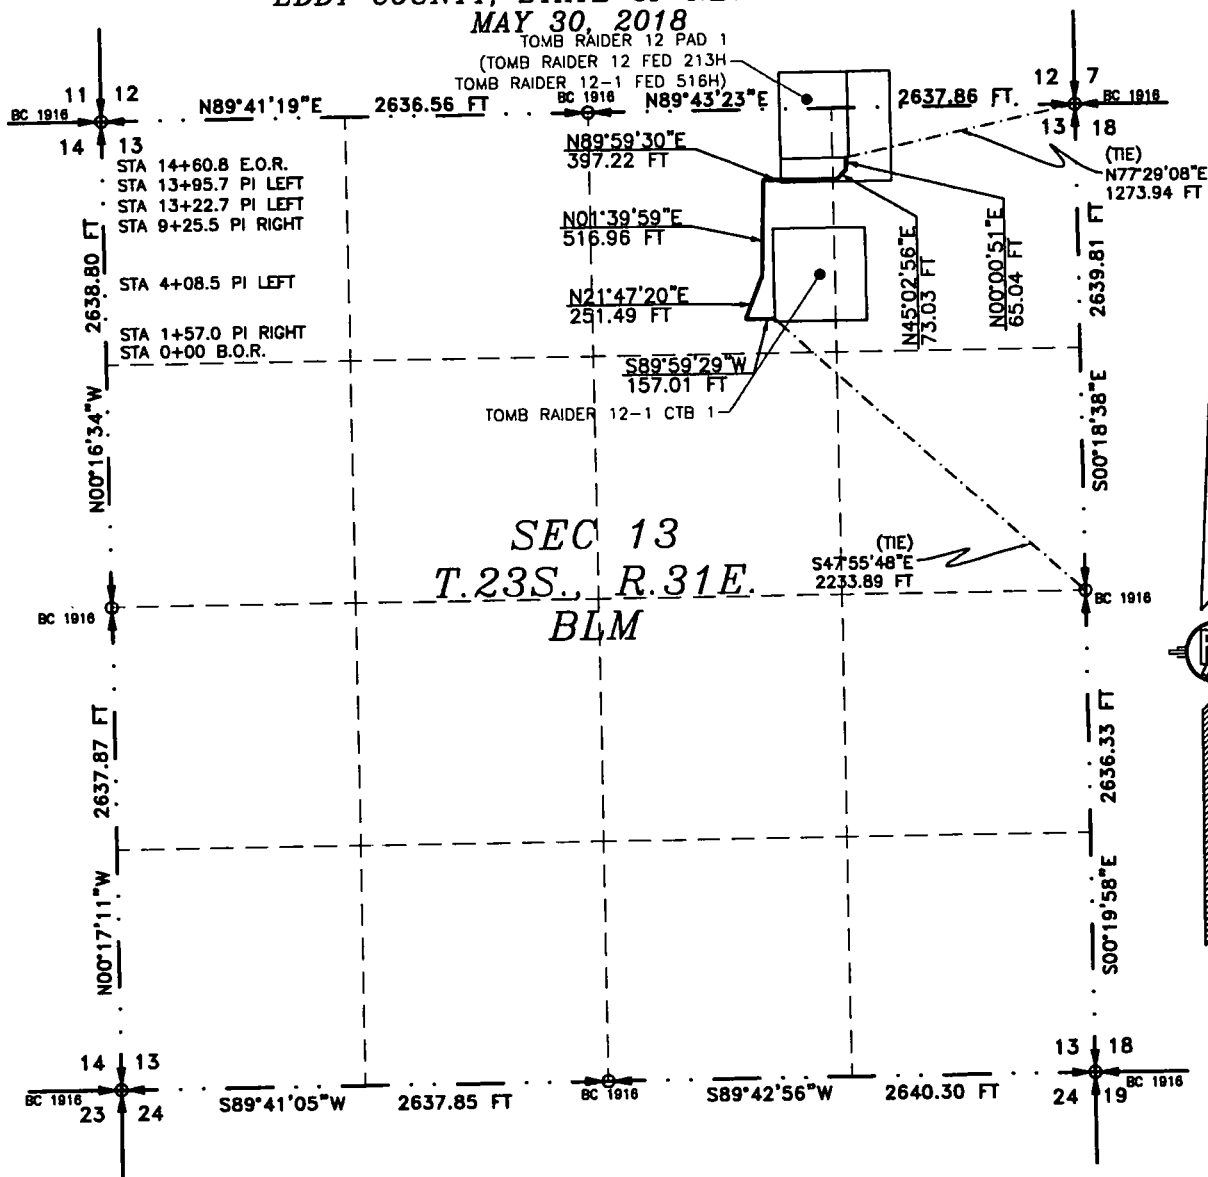 MAY 30, 2018
TOMB RAIDER 12 PAD 1
(TOMB RAIDER 12 FED 213H
TOMB RAIDER 12-1 FED 516H)
11 12
BC 1916
14 13
N89°41'19"E 2636.56 FT
BC 1916
N89°43'23"E 2637.86 FT.
12 7
BC 1916
13 18
(TIE)
N77°29'08"E
1273.94 FT
STA 14+60.8 E.O.R.
STA 13+95.7 PI LEFT
STA 13+22.7 PI LEFT
STA 9+25.5 PI RIGHT
STA 4+08.5 PI LEFT
STA 1+57.0 PI RIGHT
STA 0+00 B.O.R.
N89°59'30"E
397.22 FT
N01°39'59"E
516.96 FT
N21°47'20"E
251.49 FT
S89°59'29"W
157.01 FT
TOMB RAIDER 12-1 CTB 1
N45°02'56"E
73.03 FT
N00°00'51"E
65.04 FT
2638.80 FT
N00°16'34"W
2639.81 FT
S00°18'38"E
SEC 13
T.23S., R.31E.
BLM
(TIE)
S47°55'48"E
2233.89 FT
BC 1916
BC 1916
2637.87 FT
N00°17'11"W
2636.33 FT
S00°19'58"E
14 13
BC 1916
23 24
S89°41'05"W 2637.85 FT
BC 1916
S89°42'56"W 2640.30 FT
13 18
BC 1916
24 19